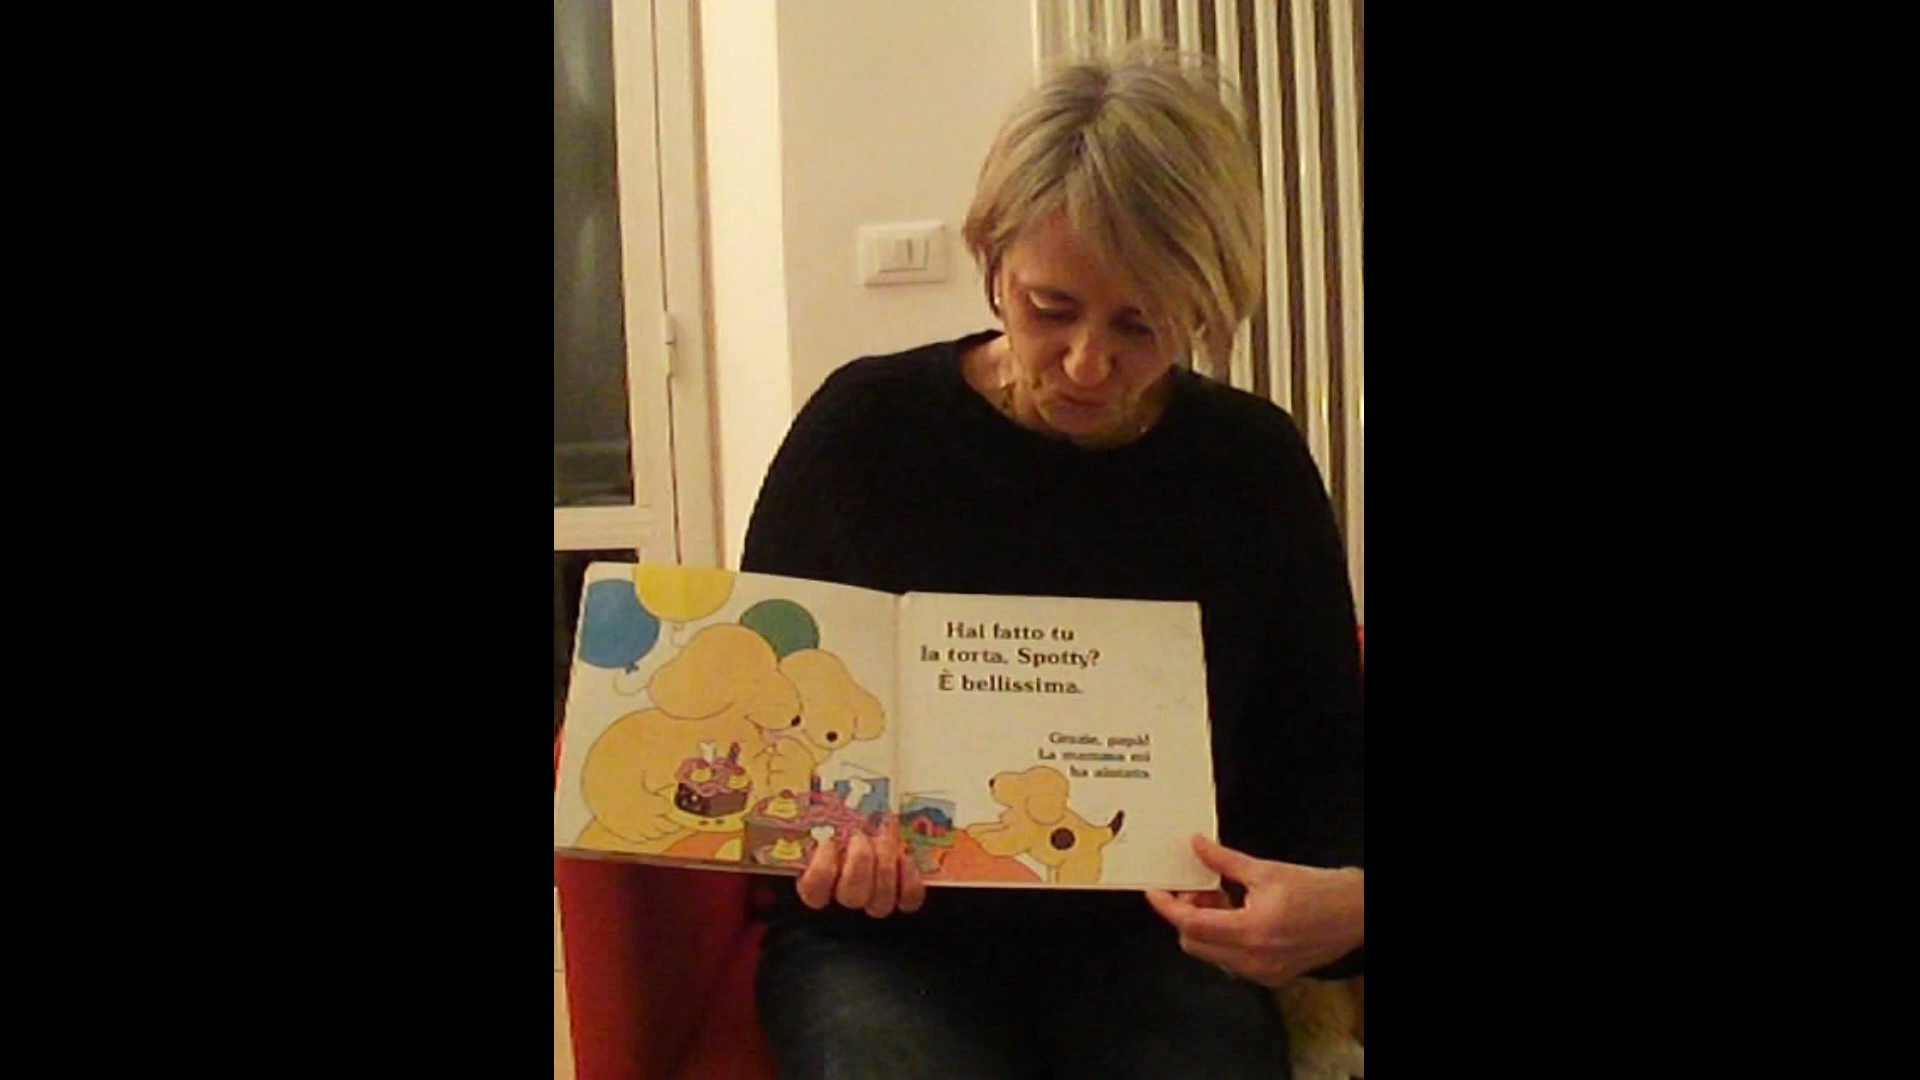 Hai fatto tu
la torta, Spotty?
È bellissima.
Grazie, papà!
La mamma mi
ha aiutato.